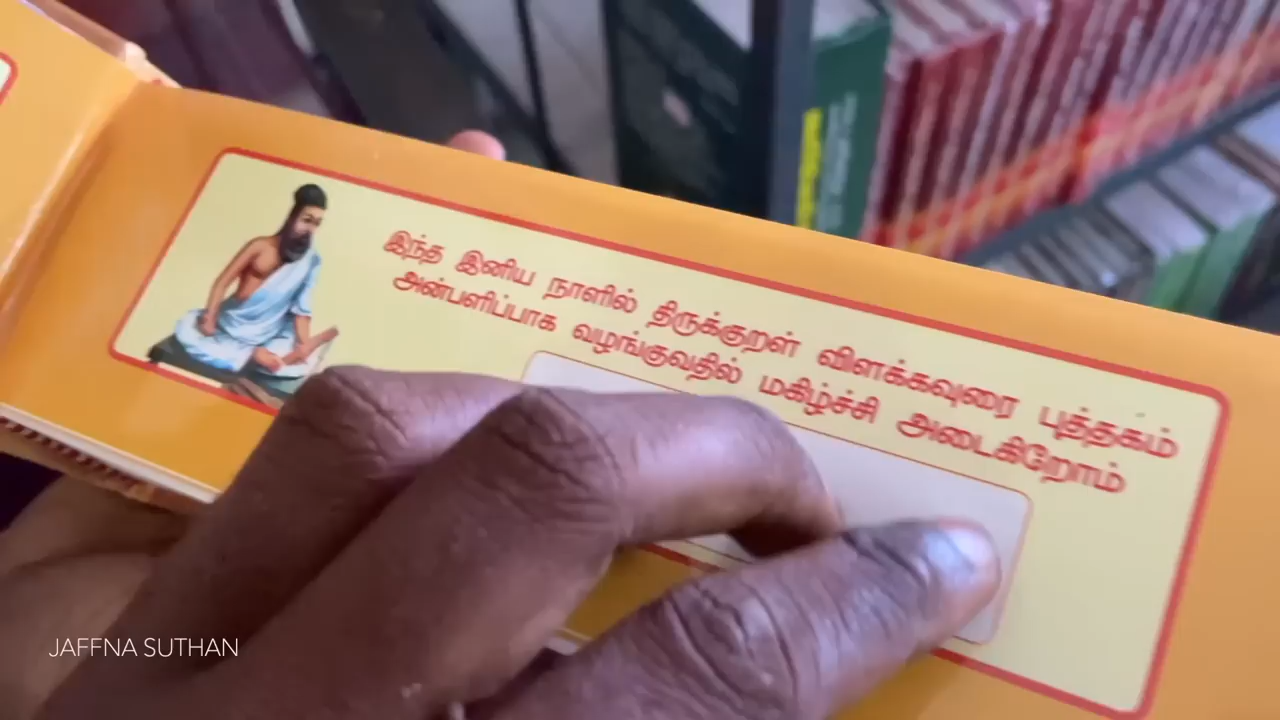 இந்த இனிய நாளில் திருக்குறள் விளக்கவுரை புத்தகம்
அன்பளிப்பாக வழங்குவதில் மகிழ்ச்சி அடைகிறோம்
JAFFNA SUTHAN